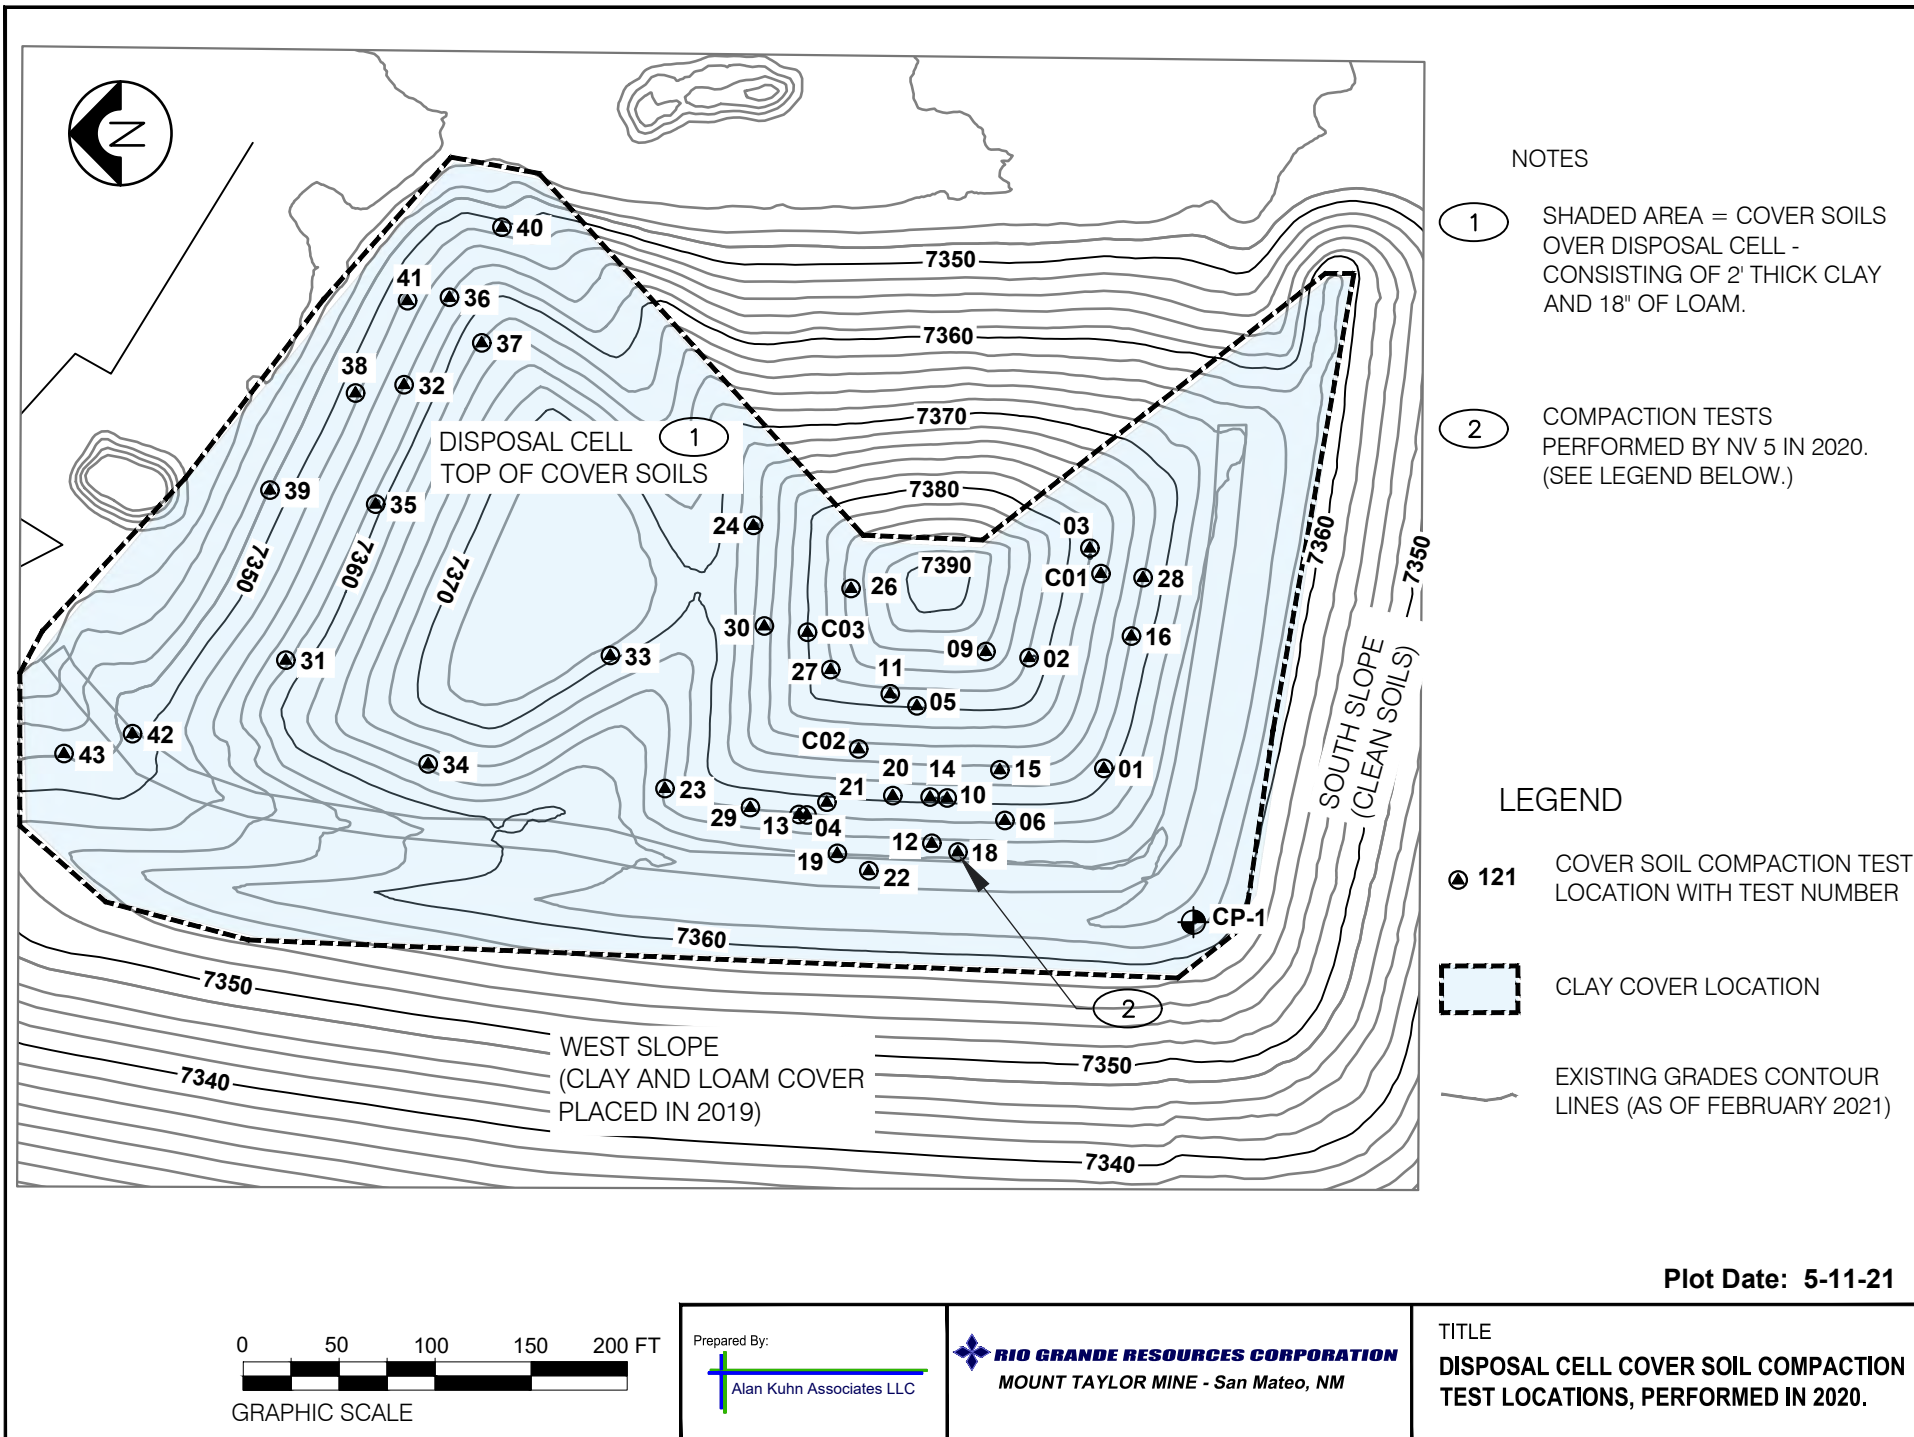 N
40
41
36
37
38
32
39
35
DISPOSAL CELL
TOP OF COVER SOILS
1
7350
7360
7370
7380
7390
7350
7360
7370
24
26
03
C01
28
30
C03
16
27
11
09
02
05
31
33
C02
42
43
34
20
14
15
01
23
21
10
29
13
04
06
12
19
18
22
CP-1
7360
7350
SOUTH SLOPE
(CLEAN SOILS)
7360
7350
2
7350
7340
7340
WEST SLOPE
(CLAY AND LOAM COVER
PLACED IN 2019)
NOTES
1
SHADED AREA = COVER SOILS
OVER DISPOSAL CELL -
CONSISTING OF 2' THICK CLAY
AND 18" OF LOAM.
2
COMPACTION TESTS
PERFORMED BY NV 5 IN 2020.
(SEE LEGEND BELOW.)
LEGEND
121
COVER SOIL COMPACTION TEST
LOCATION WITH TEST NUMBER
CLAY COVER LOCATION
EXISTING GRADES CONTOUR
LINES (AS OF FEBRUARY 2021)
Plot Date: 5-11-21
0 50 100 150 200 FT
GRAPHIC SCALE
Prepared By:
Alan Kuhn Associates LLC
RIO GRANDE RESOURCES CORPORATION
MOUNT TAYLOR MINE - San Mateo, NM
TITLE
DISPOSAL CELL COVER SOIL COMPACTION
TEST LOCATIONS, PERFORMED IN 2020.